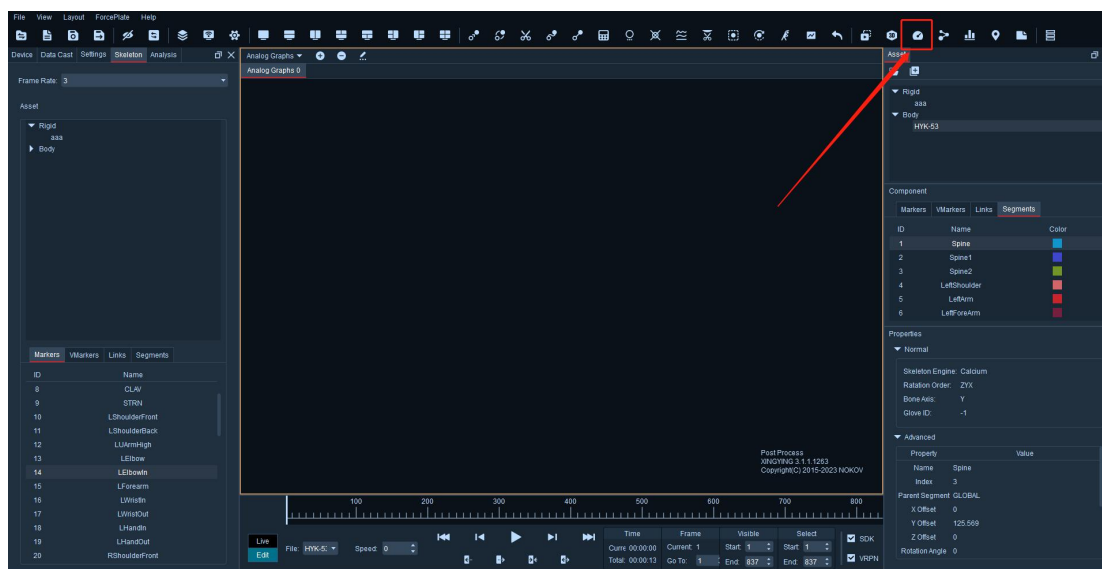 File View Layout ForcePlate Help
Device Data Cast Settings Skeleton Analysis
Frame Rate: 3
Asset
Rigid
aaa
Body
Markers VMarkers Links Segments
ID Name
8 CLAV
9 STRN
10 LShoulderFront
11 LShoulderBack
12 LUArmHigh
13 LElbow
14 LElbowIn
15 LForearm
16 LWristIn
17 LWristOut
18 LHandIn
19 LHandOut
20 RShoulderFront
Analog Graphs
Analog Graphs 0
Post Process
XINGYING 3.1.1.1263
Copyright(C) 2015-2023 NOKOV
100 200 300 400 500 600 700 800
Live
Edit
File: HYK-5:
Speed: 0
Time Frame Visible Select
Curre 00:00:00 Current: 1 Start: 1 Start: 1
Total: 00:00:13 Go To: 1 End: 837 End: 837
SDK
VRPN
Asset
Rigid
aaa
Body
HYK-53
Component
Markers VMarkers Links Segments
ID Name Color
1 Spine
2 Spine1
3 Spine2
4 LeftShoulder
5 LeftArm
6 LeftForeArm
Properties
Normal
Skeleton Engine: Calcium
Ratation Order: ZYX
Bone Axis: Y
Glove ID: -1
Advanced
Property Value
Name Spine
Index 3
Parent Segment GLOBAL
X Offset 0
Y Offset 125.569
Z Offset 0
Rotation Angle 0